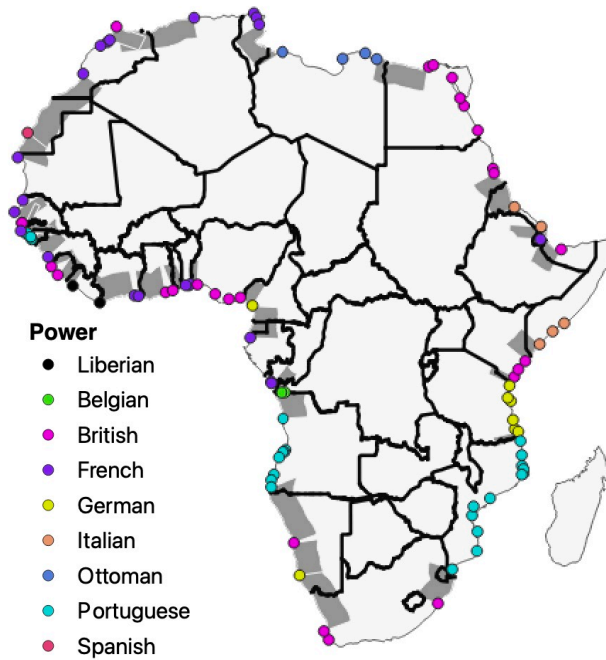 Power
Liberian
Belgian
British
French
German
Italian
Ottoman
Portuguese
Spanish